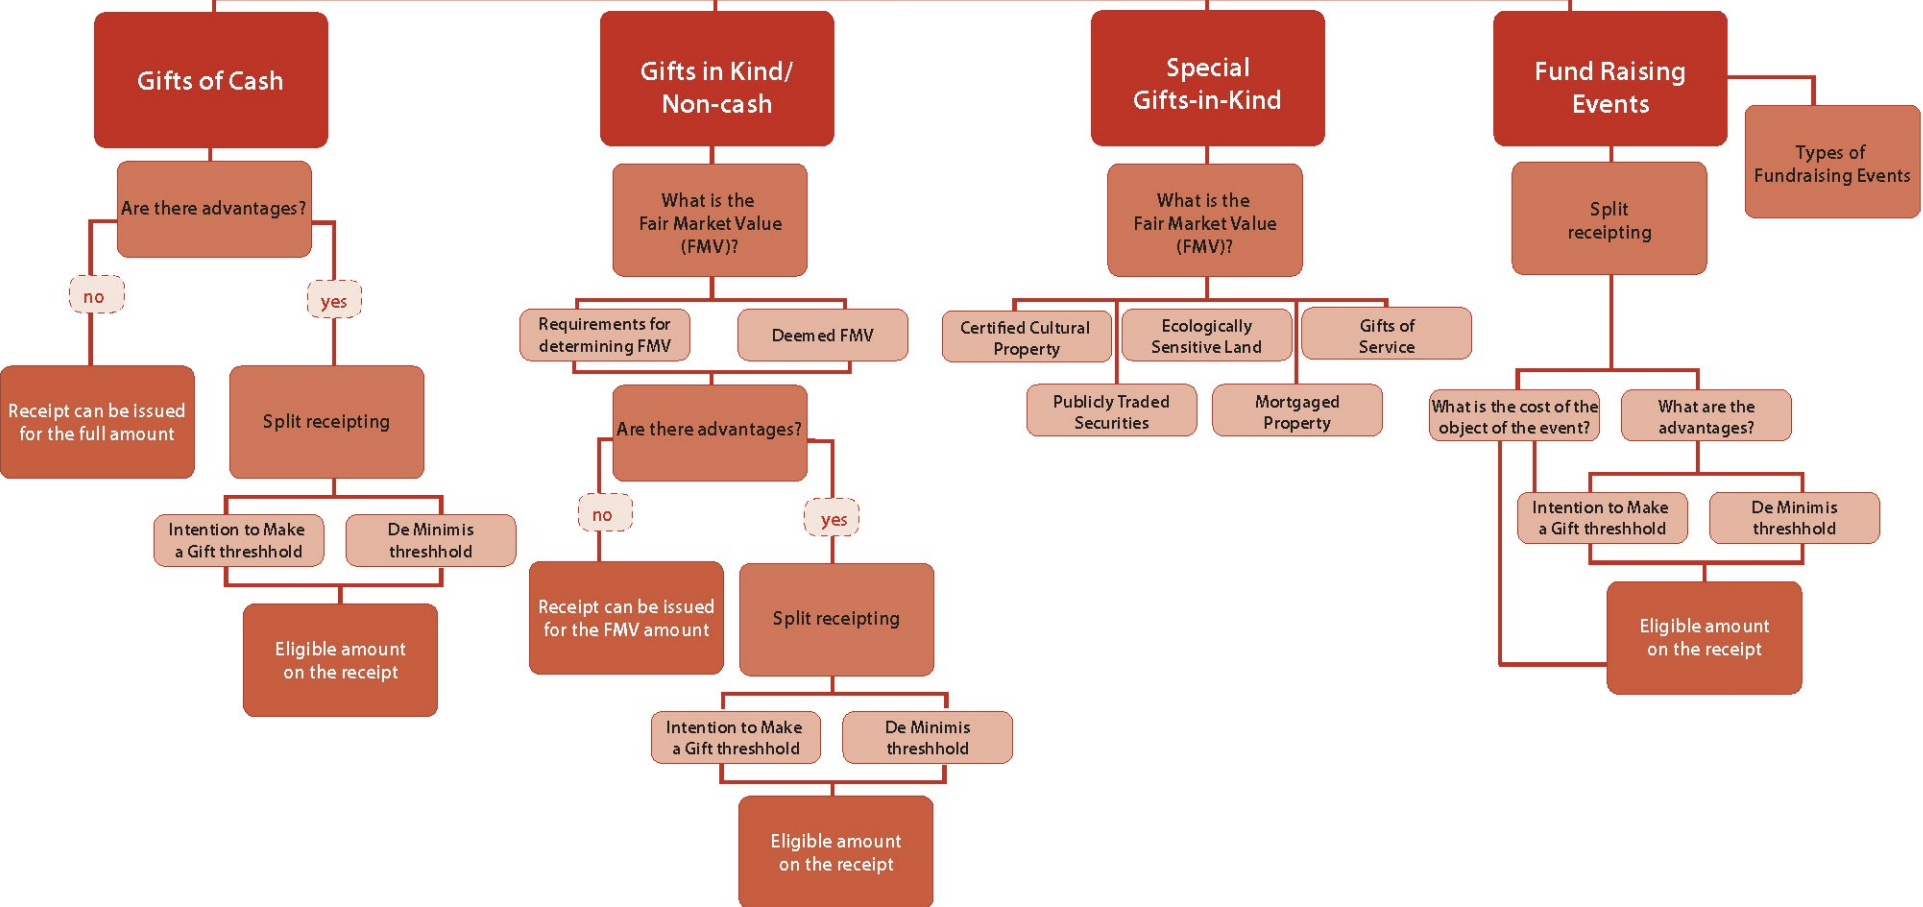 Gifts of Cash
Are there advantages?
no
yes
Receipt can be issued
for the full amount
Split receipting
Intention to Make
a Gift threshhold
De Minimis
threshhold
Eligible amount
on the receipt
Gifts in Kind/
Non-cash
What is the
Fair Market Value
(FMV)?
Requirements for
determining FMV
Deemed FMV
Are there advantages?
no
yes
Receipt can be issued
for the FMV amount
Split receipting
Intention to Make
a Gift threshhold
De Minimis
threshhold
Eligible amount
on the receipt
Special
Gifts-in-Kind
What is the
Fair Market Value
(FMV)?
Certified Cultural
Property
Ecologically
Sensitive Land
Gifts of
Service
Publicly Traded
Securities
Mortgaged
Property
Fund Raising
Events
Types of
Fundraising Events
Split
receipting
What is the cost of the
object of the event?
What are the
advantages?
Intention to Make
a Gift threshhold
De Minimis
threshhold
Eligible amount
on the receipt